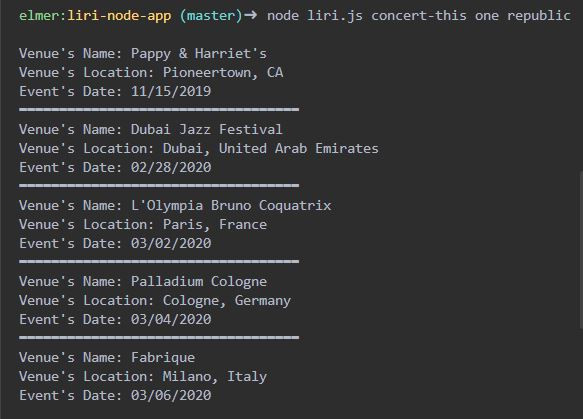 elmer:liri-node-app (master)➜ node liri.js concert-this one republic
Venue's Name: Pappy & Harriet's
Venue's Location: Pioneertown, CA
Event's Date: 11/15/2019
Venue's Name: Dubai Jazz Festival
Venue's Location: Dubai, United Arab Emirates
Event's Date: 02/28/2020
Venue's Name: L'Olympia Bruno Coquatrix
Venue's Location: Paris, France
Event's Date: 03/02/2020
Venue's Name: Palladium Cologne
Venue's Location: Cologne, Germany
Event's Date: 03/04/2020
Venue's Name: Fabrique
Venue's Location: Milano, Italy
Event's Date: 03/06/2020